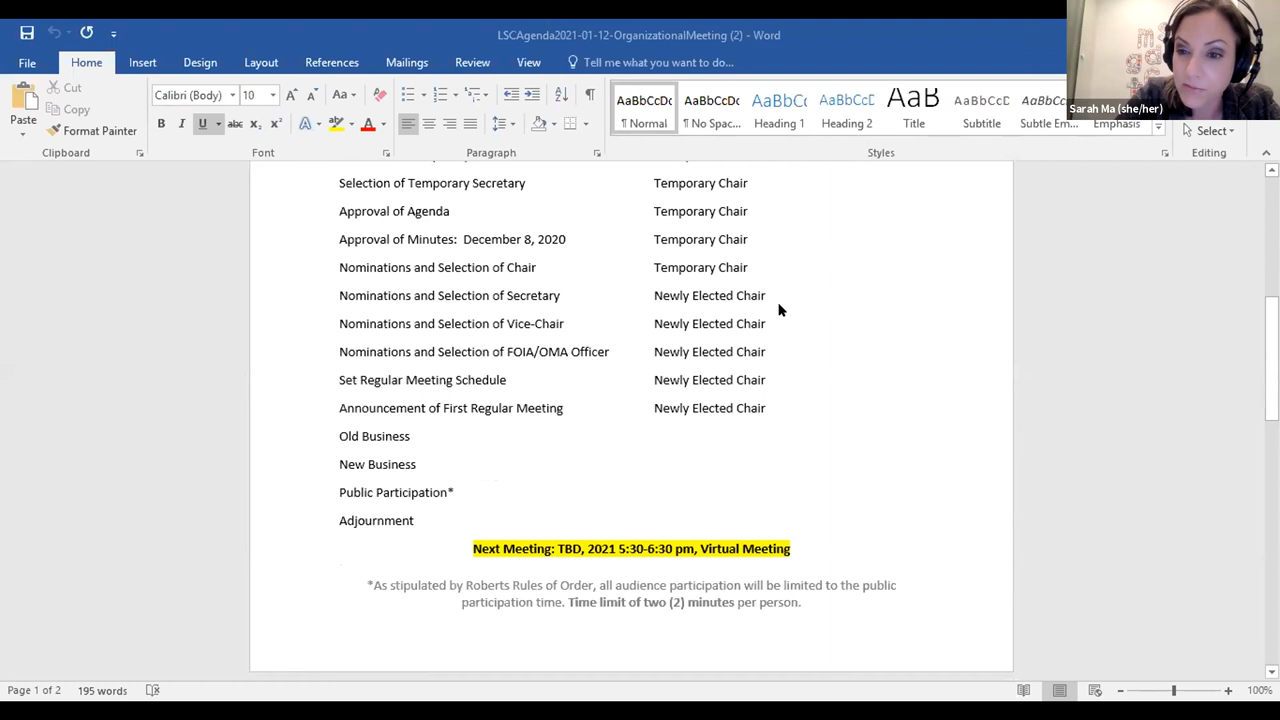 LSCAgenda2021-01-12-OrganizationalMeeting (2) - Word
File Home Insert Design Layout References Mailings Review View Tell me what you want to do...
Cut
Copy
Paste
Format Painter
Calibri (Body) 10
AaBbCcDc AaBbCcDc AaBbCc AaBbCcD AaB AaBbCcD AaBbCcDc
¶ Normal ¶ No Spac... Heading 1 Heading 2 Title Subtitle Subtle Em... Emphasis
Select
Clipboard Font Paragraph Styles Editing
Sarah Ma (she/her)
Selection of Temporary Secretary Temporary Chair
Approval of Agenda Temporary Chair
Approval of Minutes: December 8, 2020 Temporary Chair
Nominations and Selection of Chair Temporary Chair
Nominations and Selection of Secretary Newly Elected Chair
Nominations and Selection of Vice-Chair Newly Elected Chair
Nominations and Selection of FOIA/OMA Officer Newly Elected Chair
Set Regular Meeting Schedule Newly Elected Chair
Announcement of First Regular Meeting Newly Elected Chair
Old Business
New Business
Public Participation*
Adjournment
Next Meeting: TBD, 2021 5:30-6:30 pm, Virtual Meeting
*As stipulated by Roberts Rules of Order, all audience participation will be limited to the public
participation time. Time limit of two (2) minutes per person.
Page 1 of 2 195 words 100%